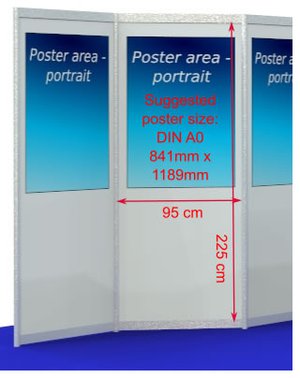 Poster area -
portrait
Poster area -
portrait
Poster area -
portrait
Suggested
poster size:
DIN A0
841mm x
1189mm
95 cm
225 cm